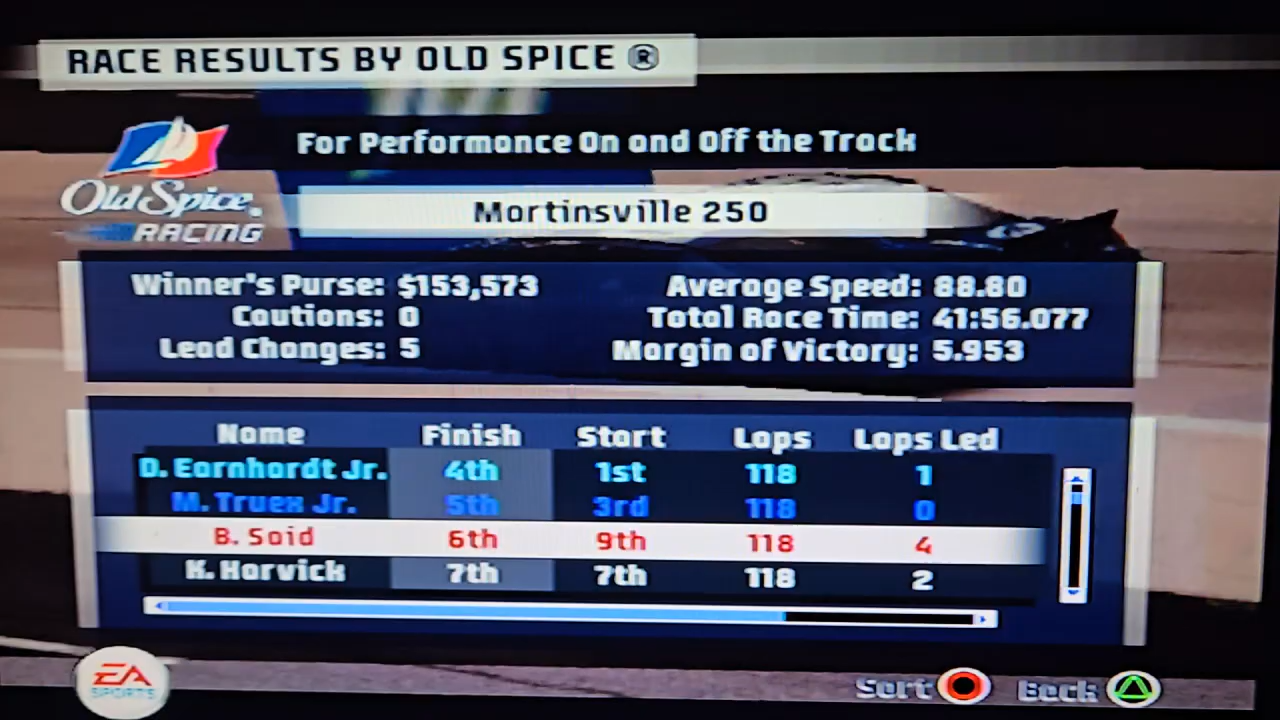 RACE RESULTS BY OLD SPICE ®
For Performance On and Off the Track
Old Spice.
RACING
Martinsville 250
Winner's Purse: $153,573 Average Speed: 88.80
Cautions: 0 Total Race Time: 41:56.077
Lead Changes: 5 Margin of Victory: 5.953
Name Finish Start Laps Laps Led
D. Earnhardt Jr. 4th 1st 118 1
M. Truex Jr. 5th 3rd 118 0
B. Said 6th 9th 118 4
K. Harvick 7th 7th 118 2
EA
SPORTS
Sort Back